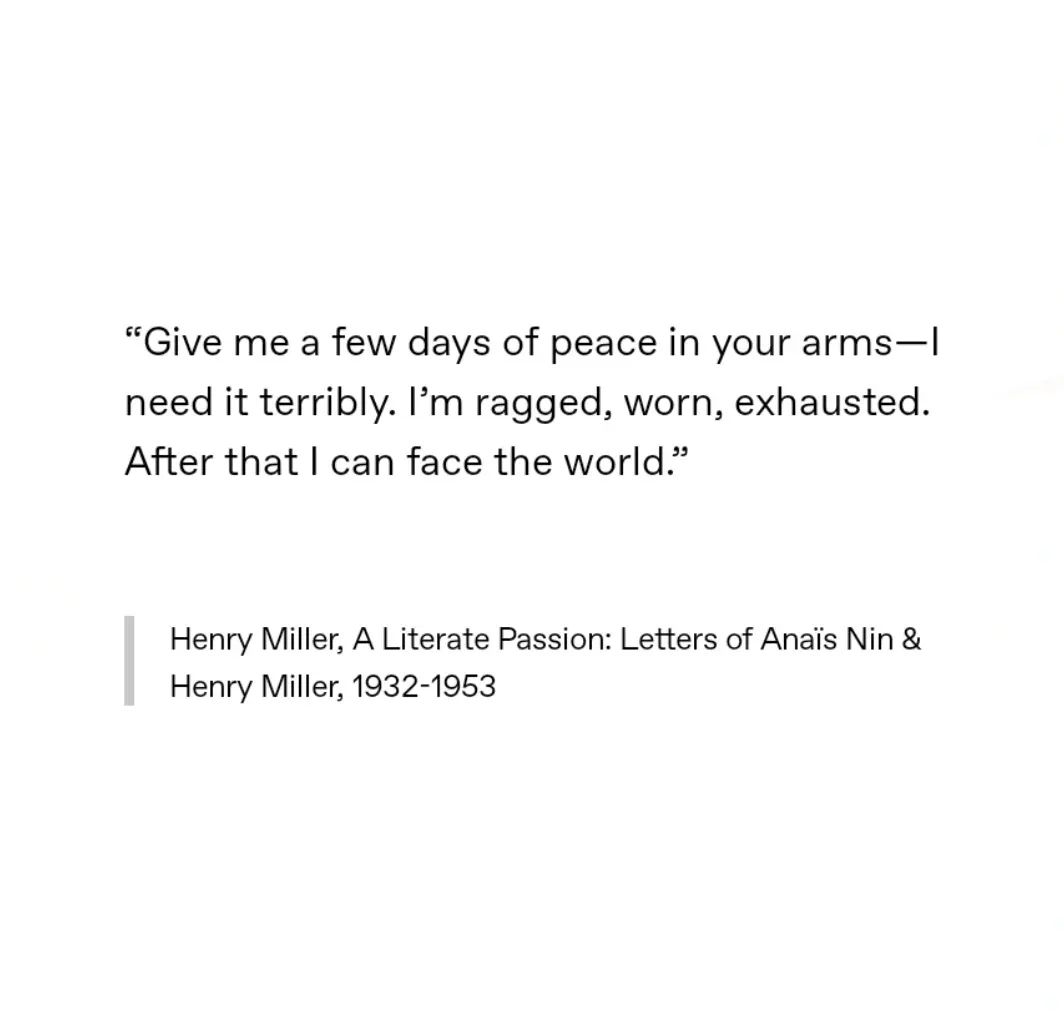 “Give me a few days of peace in your arms—I
need it terribly. I’m ragged, worn, exhausted.
After that I can face the world.”
Henry Miller, A Literate Passion: Letters of Anaïs Nin &
Henry Miller, 1932-1953